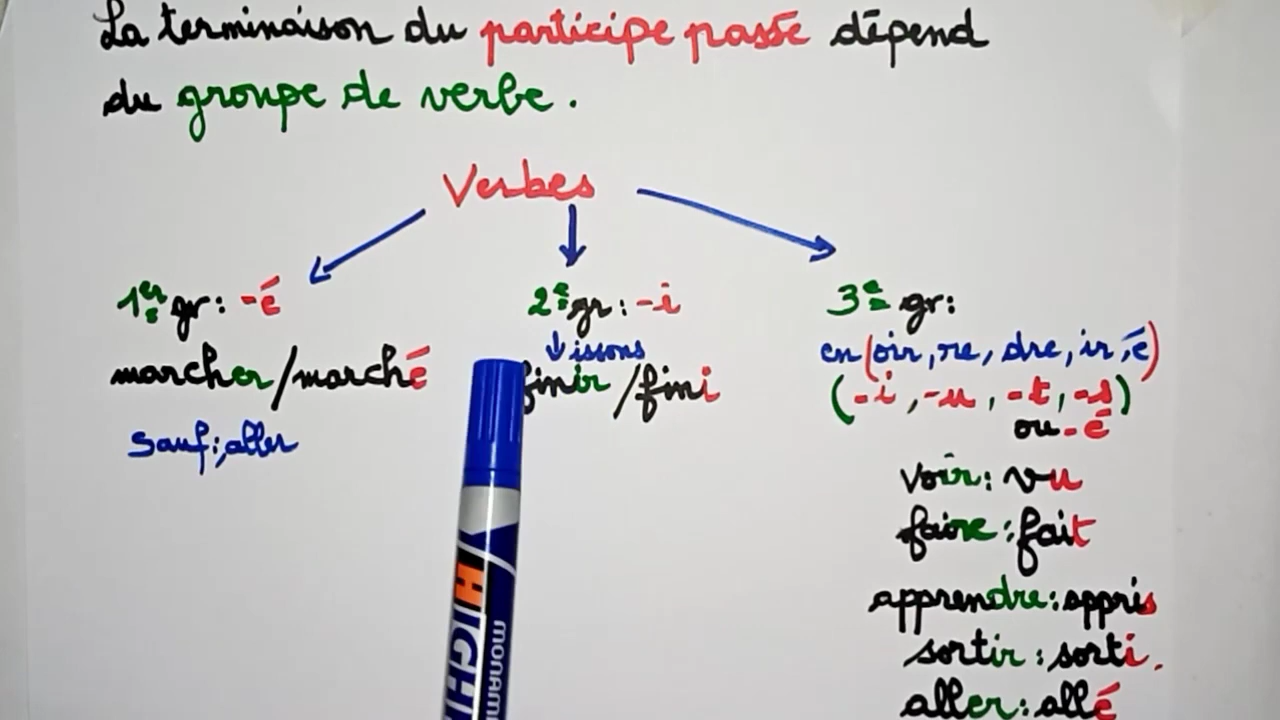 La terminaison du participe passé dépend
du groupe de verbe.
Verbes
1er gr: -é
marcher/marché
sauf: aller
2e gr: -i
issons
finir/fini
3e gr:
en (oir, re, dre, ir, é)
(-i, -u, -t, -s)
ou -é
voir: vu
faire: fait
apprendre: appris
sortir: sorti.
aller: allé
monami